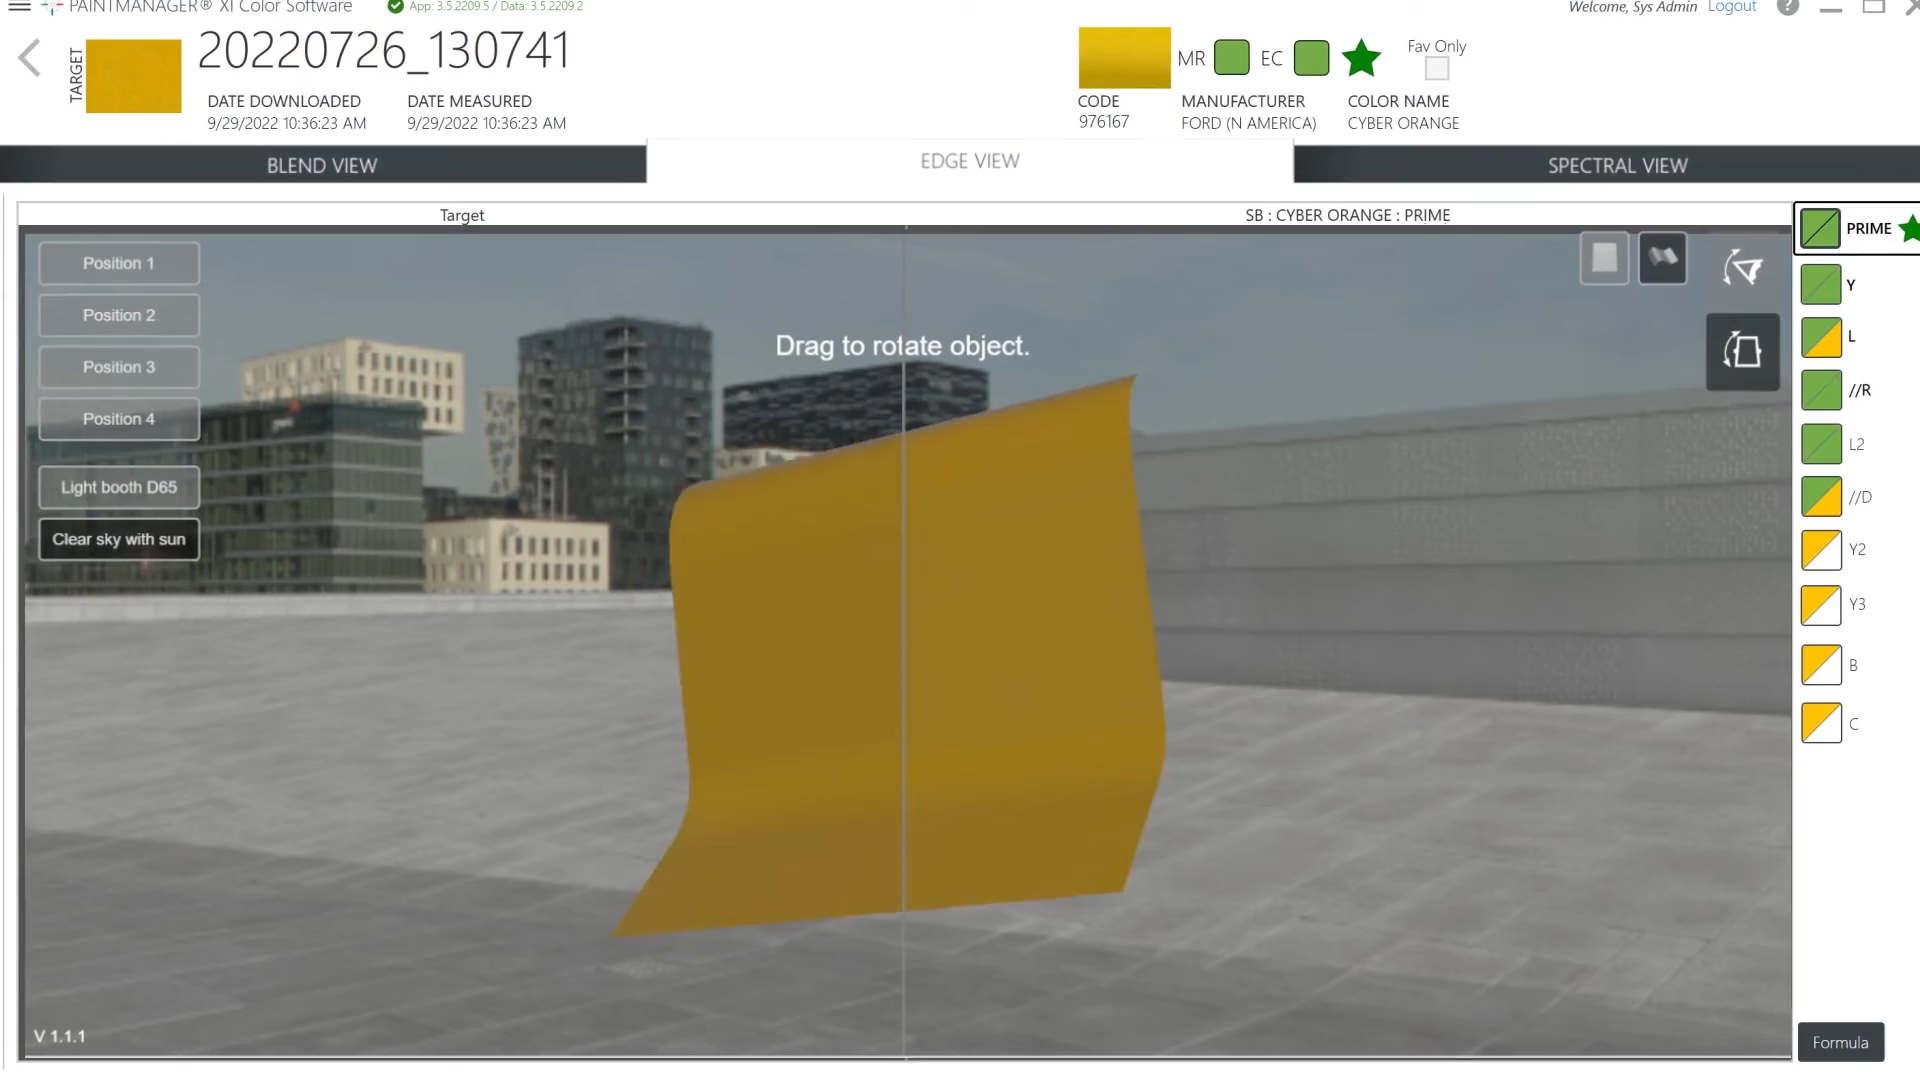 PAINTMANAGER® XI Color Software
App: 3.5.2209.5 / Data: 3.5.2209.2
Welcome, Sys Admin
Logout
?
TARGET
20220726_130741
DATE DOWNLOADED
9/29/2022 10:36:23 AM
DATE MEASURED
9/29/2022 10:36:23 AM
MR
EC
Fav Only
CODE
976167
MANUFACTURER
FORD (N AMERICA)
COLOR NAME
CYBER ORANGE
BLEND VIEW
EDGE VIEW
SPECTRAL VIEW
Target
SB : CYBER ORANGE : PRIME
Position 1
Position 2
Position 3
Position 4
Light booth D65
Clear sky with sun
Drag to rotate object.
V 1.1.1
PRIME
Y
L
//R
L2
//D
Y2
Y3
B
C
Formula